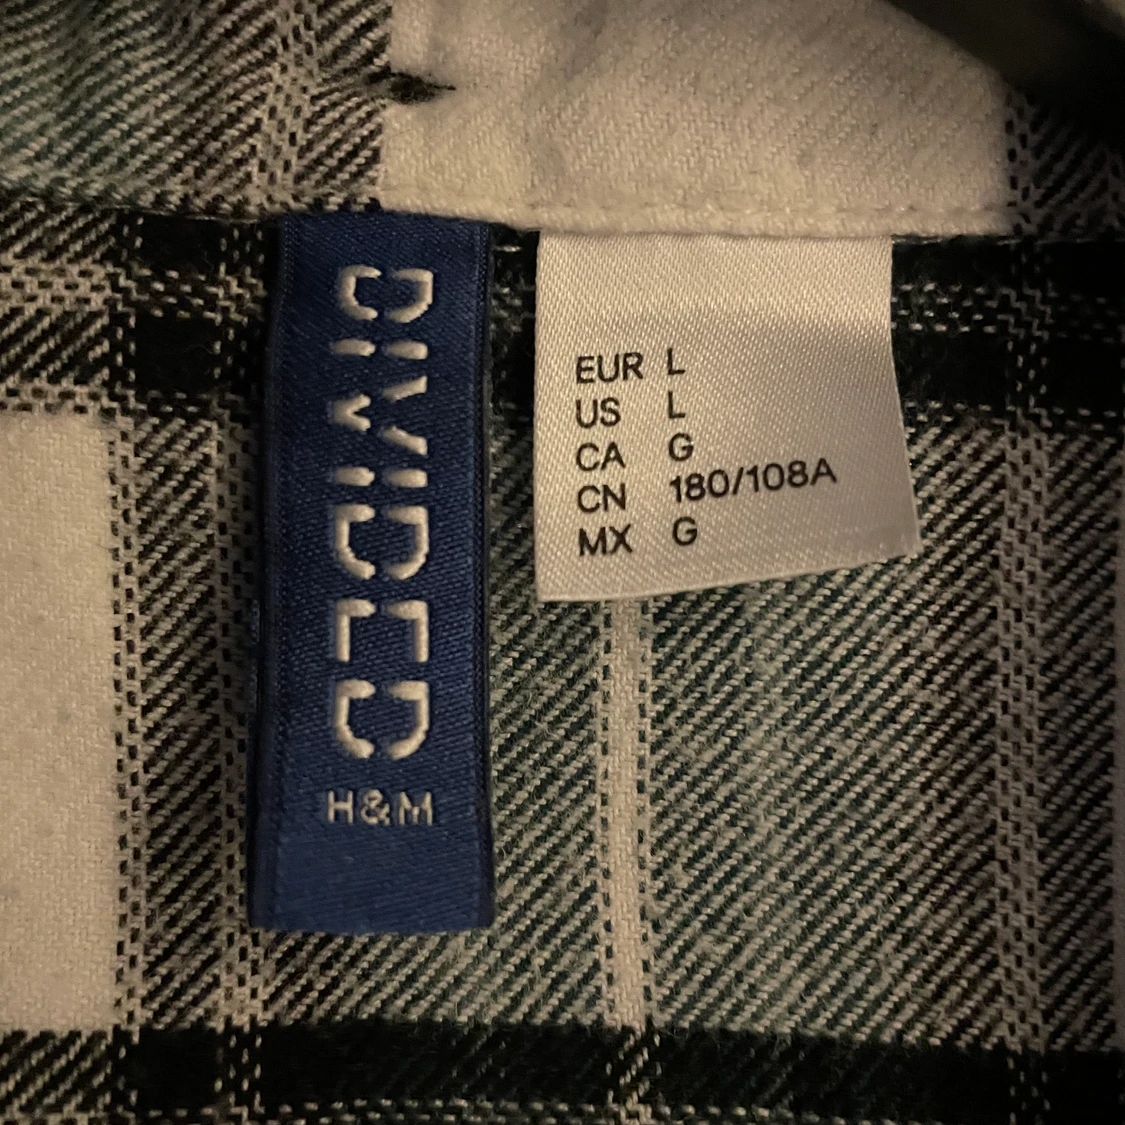 DIVIDED
H&M
EUR L
US L
CA G
CN 180/108A
MX G